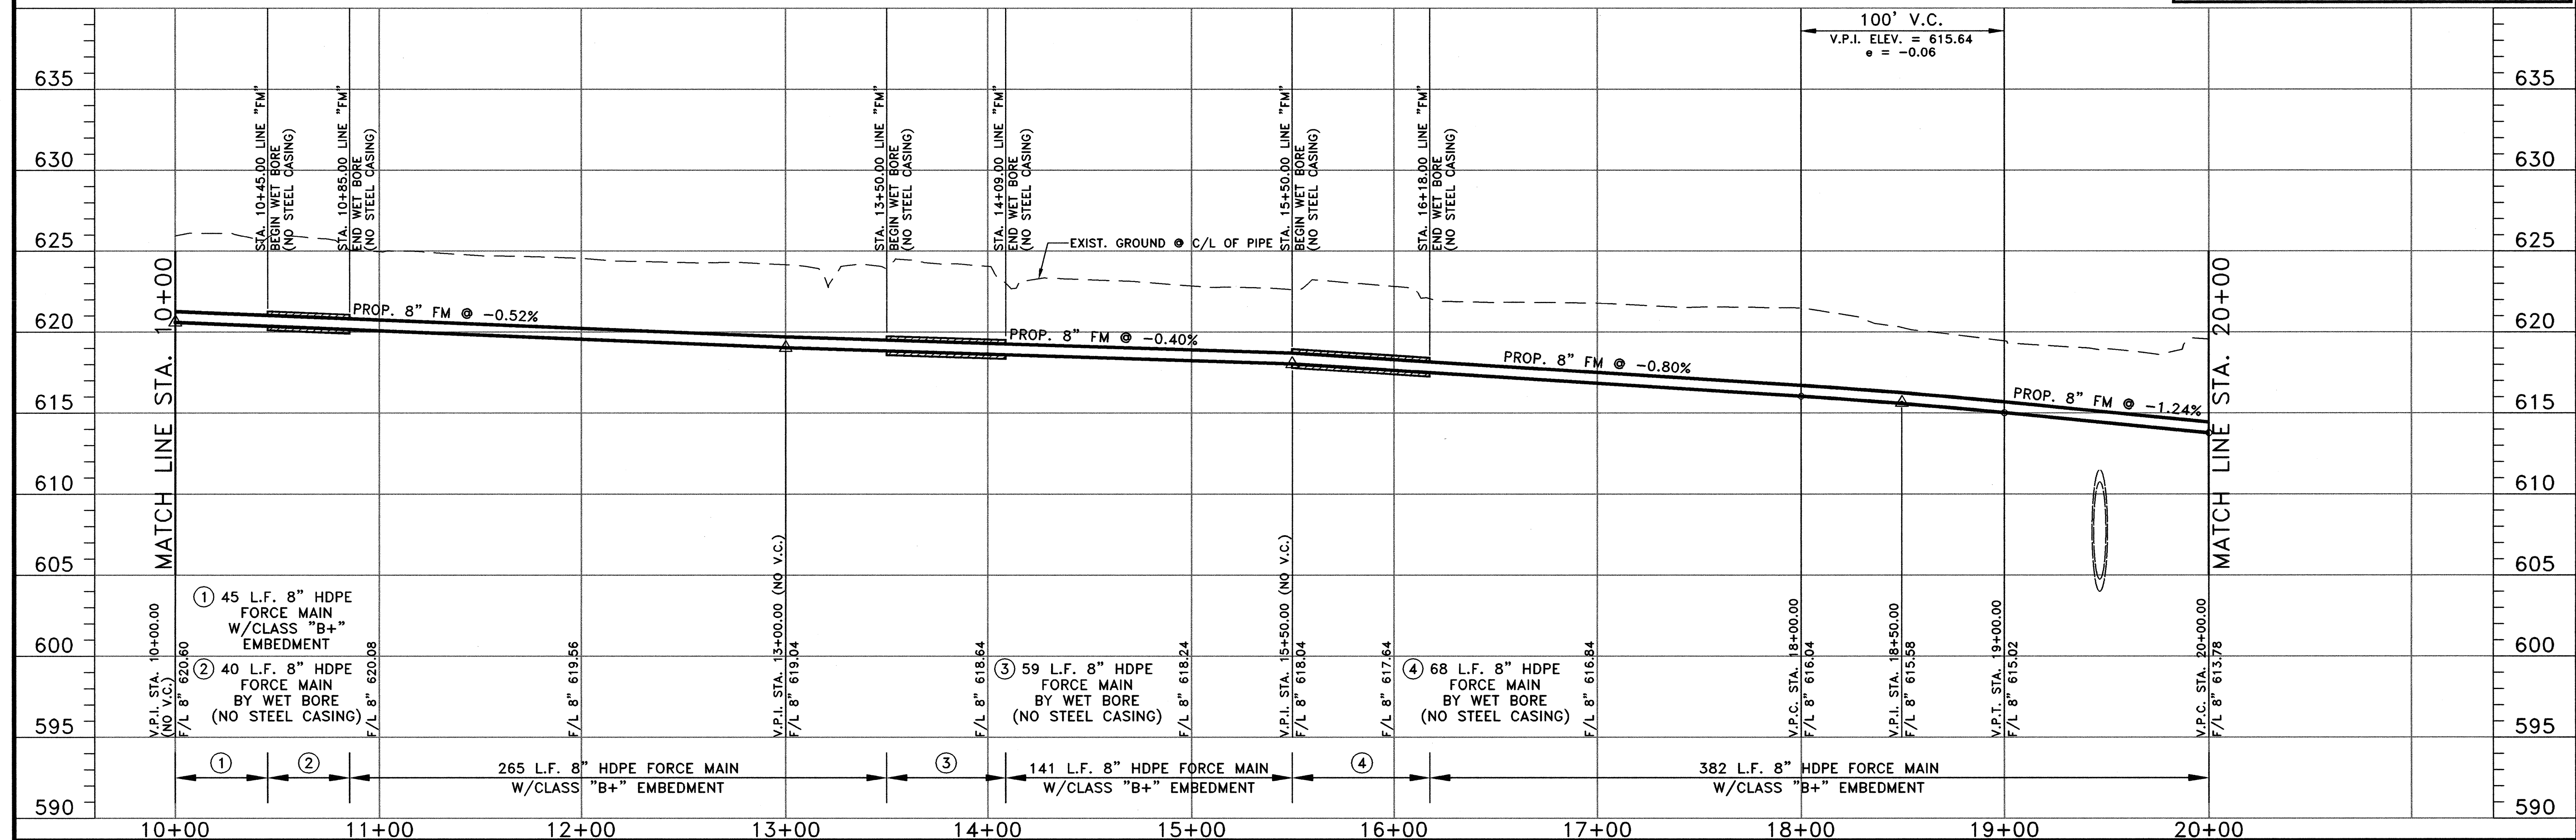 100' V.C.
V.P.I. ELEV. = 615.64
e = -0.06
635
635
630
630
625
625
620
620
615
615
610
610
605
605
600
600
595
595
590
590
STA. 10+45.00 LINE "FM"
BEGIN WET BORE
(NO STEEL CASING)
STA. 10+85.00 LINE "FM"
END WET BORE
(NO STEEL CASING)
STA. 13+50.00 LINE "FM"
BEGIN WET BORE
(NO STEEL CASING)
STA. 14+09.00 LINE "FM"
END WET BORE
(NO STEEL CASING)
STA. 15+50.00 LINE "FM"
BEGIN WET BORE
(NO STEEL CASING)
STA. 16+18.00 LINE "FM"
END WET BORE
(NO STEEL CASING)
EXIST. GROUND @ C/L OF PIPE
MATCH LINE STA. 10+00
PROP. 8" FM @ -0.52%
PROP. 8" FM @ -0.40%
PROP. 8" FM @ -0.80%
PROP. 8" FM @ -1.24%
MATCH LINE STA. 20+00
1 45 L.F. 8" HDPE
FORCE MAIN
W/CLASS "B+"
EMBEDMENT
2 40 L.F. 8" HDPE
FORCE MAIN
BY WET BORE
(NO STEEL CASING)
3 59 L.F. 8" HDPE
FORCE MAIN
BY WET BORE
(NO STEEL CASING)
4 68 L.F. 8" HDPE
FORCE MAIN
BY WET BORE
(NO STEEL CASING)
V.P.I. STA. 10+00.00
(NO V.C.)
F/L 8" 620.60
F/L 8" 620.08
F/L 8" 619.56
V.P.I. STA. 13+00.00 (NO V.C.)
F/L 8" 619.04
F/L 8" 618.64
F/L 8" 618.24
V.P.I. STA. 15+50.00 (NO V.C.)
F/L 8" 618.04
F/L 8" 617.64
F/L 8" 616.84
V.P.C. STA. 18+00.00
F/L 8" 616.04
V.P.I. STA. 18+50.00
F/L 8" 615.58
V.P.T. STA. 19+00.00
F/L 8" 615.02
V.P.C. STA. 20+00.00
F/L 8" 613.78
1
2
265 L.F. 8" HDPE FORCE MAIN
W/CLASS "B+" EMBEDMENT
3
141 L.F. 8" HDPE FORCE MAIN
W/CLASS "B+" EMBEDMENT
4
382 L.F. 8" HDPE FORCE MAIN
W/CLASS "B+" EMBEDMENT
10+00
11+00
12+00
13+00
14+00
15+00
16+00
17+00
18+00
19+00
20+00